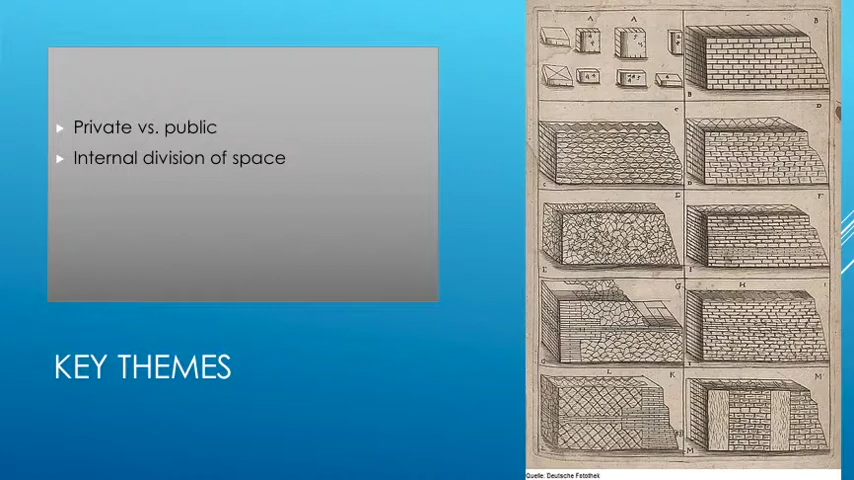 Private vs. public
Internal division of space
KEY THEMES
A A B
B
C D
E F
G H I
L K M
M
Quelle: Deutsche Fotothek